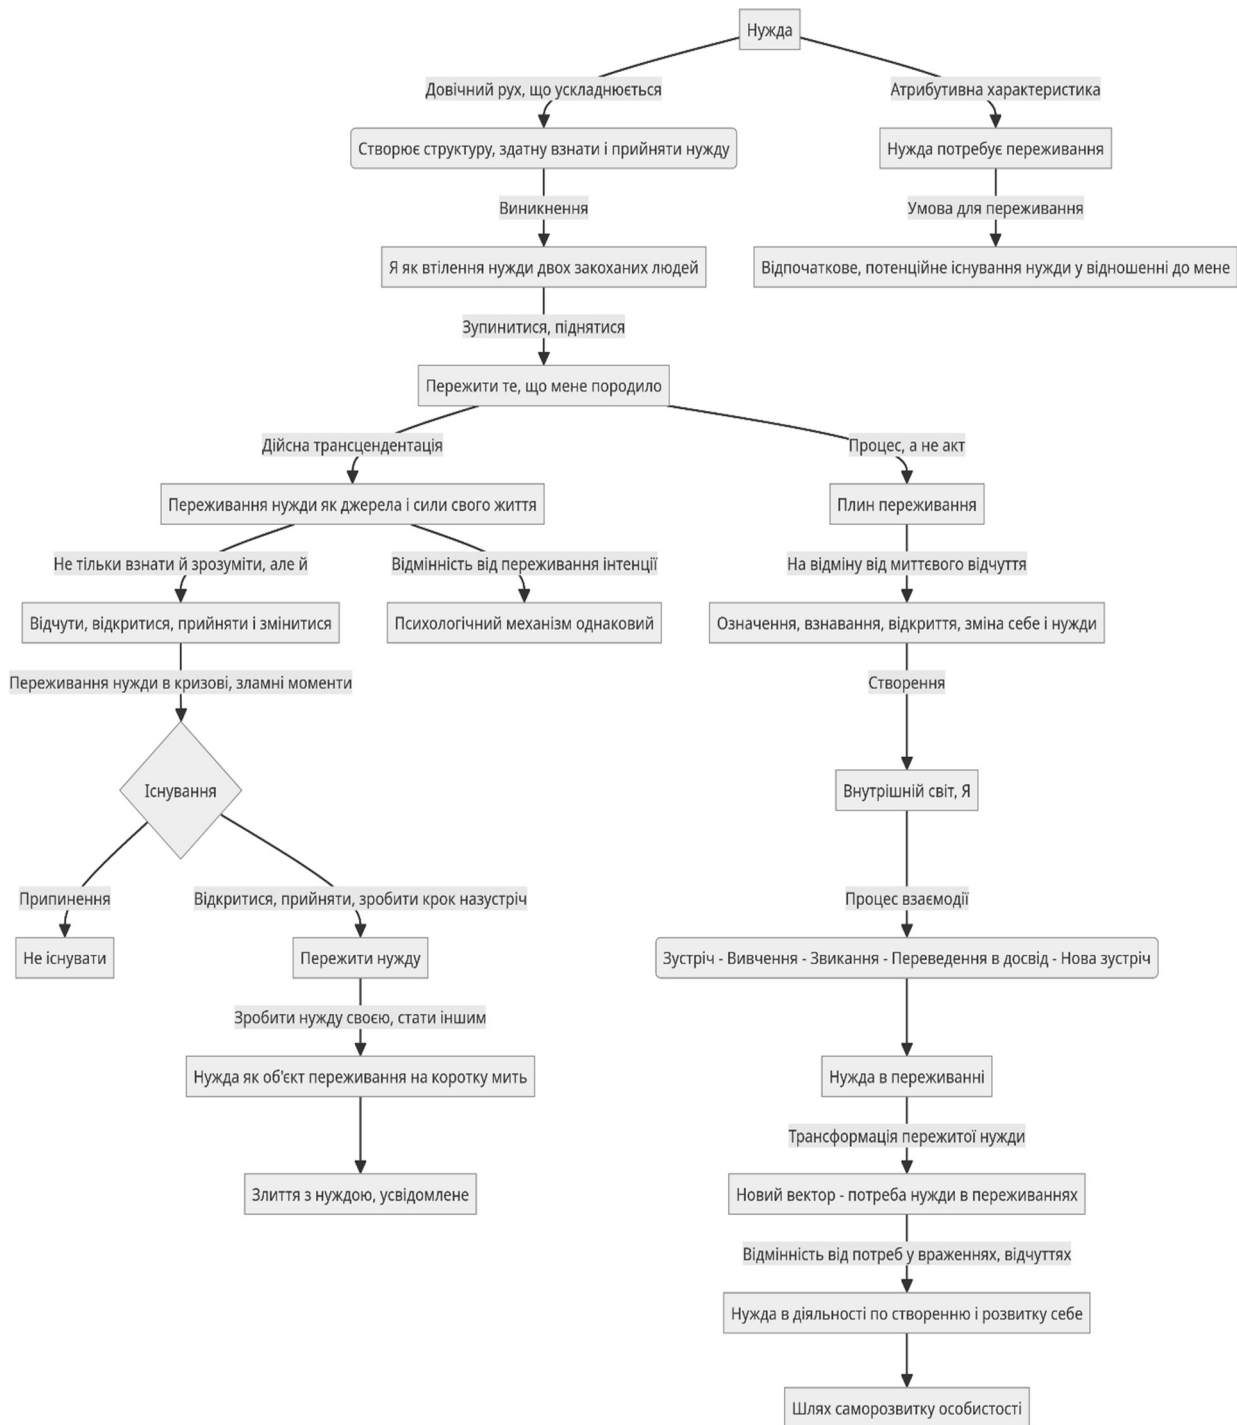 Нужда
Довічний рух, що ускладнюється
Атрибутивна характеристика
Створює структуру, здатну взнати і прийняти нужду
Нужда потребує переживання
Виникнення
Умова для переживання
Я як втілення нужди двох закоханих людей
Відпочаткове, потенційне існування нужди у відношенні до мене
Зупинитися, піднятися
Пережити те, що мене породило
Дійсна трансцендентація
Процес, а не акт
Переживання нужди як джерела і сили свого життя
Плин переживання
Не тільки взнати й зрозуміти, але й
Відмінність від переживання інтенції
На відміну від миттєвого відчуття
Відчути, відкритися, прийняти і змінитися
Психологічний механізм однаковий
Означення, взнавання, відкриття, зміна себе і нужди
Переживання нужди в кризові, зламні моменти
Створення
Існування
Внутрішній світ, Я
Припинення
Відкритися, прийняти, зробити крок назустріч
Процес взаємодії
Не існувати
Пережити нужду
Зустріч - Вивчення - Звикання - Переведення в досвід - Нова зустріч
Зробити нужду своєю, стати іншим
Нужда як об'єкт переживання на коротку мить
Нужда в переживанні
Трансформація пережитої нужди
Злиття з нуждою, усвідомлене
Новий вектор - потреба нужди в переживаннях
Відмінність від потреб у враженнях, відчуттях
Нужда в діяльності по створенню і розвитку себе
Шлях саморозвитку особистості